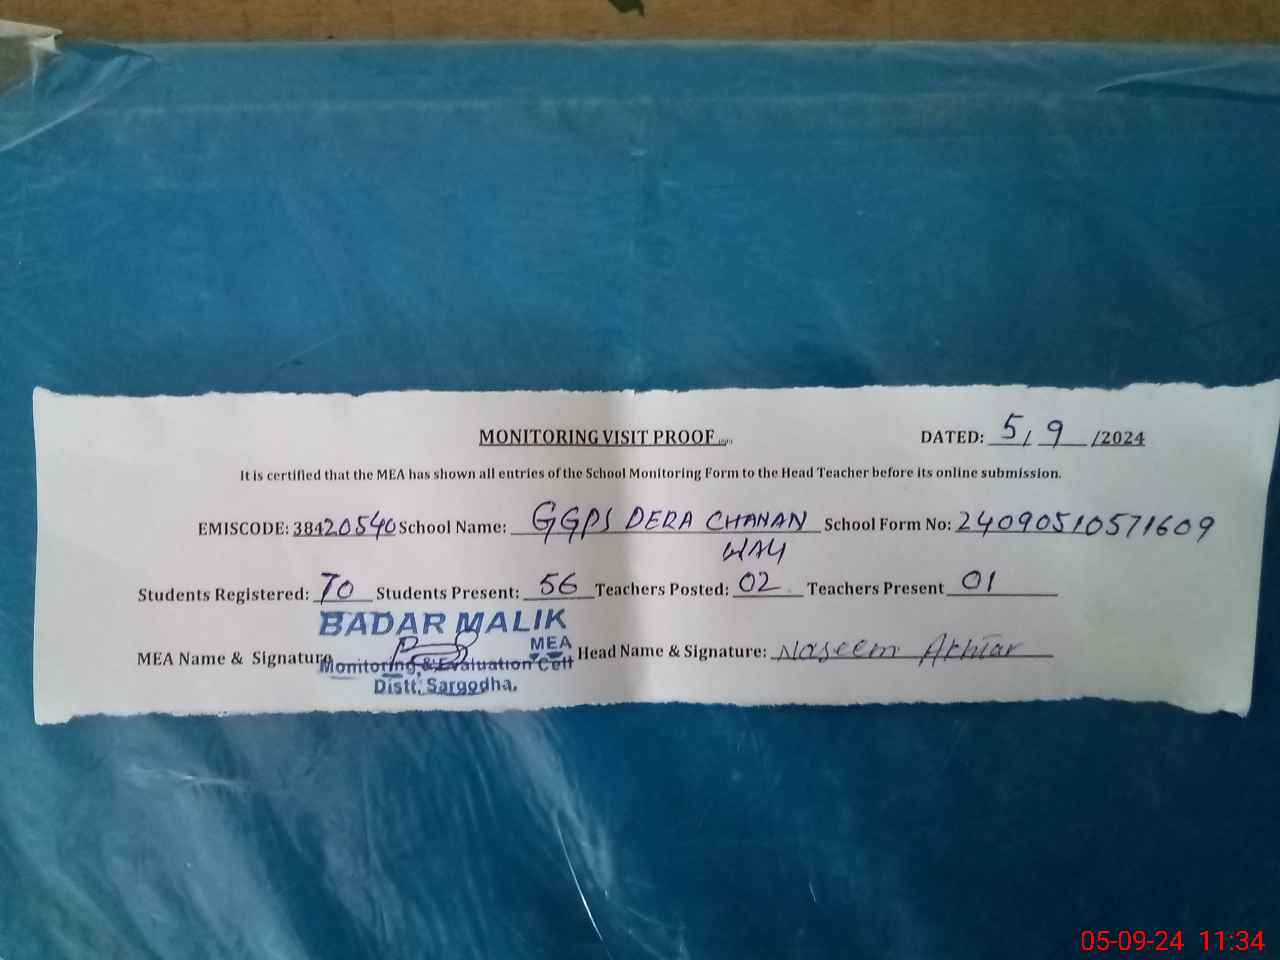 MONITORING VISIT PROOF
DATED: 5/9/2024
It is certified that the MEA has shown all entries of the School Monitoring Form to the Head Teacher before its online submission.
EMISCODE: 38420540 School Name: GGPS DERA CHANAN School Form No: 24090510571609
WAH
Students Registered: 70 Students Present: 56 Teachers Posted: 02 Teachers Present 01
BADAR MALIK
MEA
MEA Name & Signature Monitoring & Evaluation Cell Head Name & Signature: Naseem Akhtar
Distt. Sargodha.
05-09-24 11:34